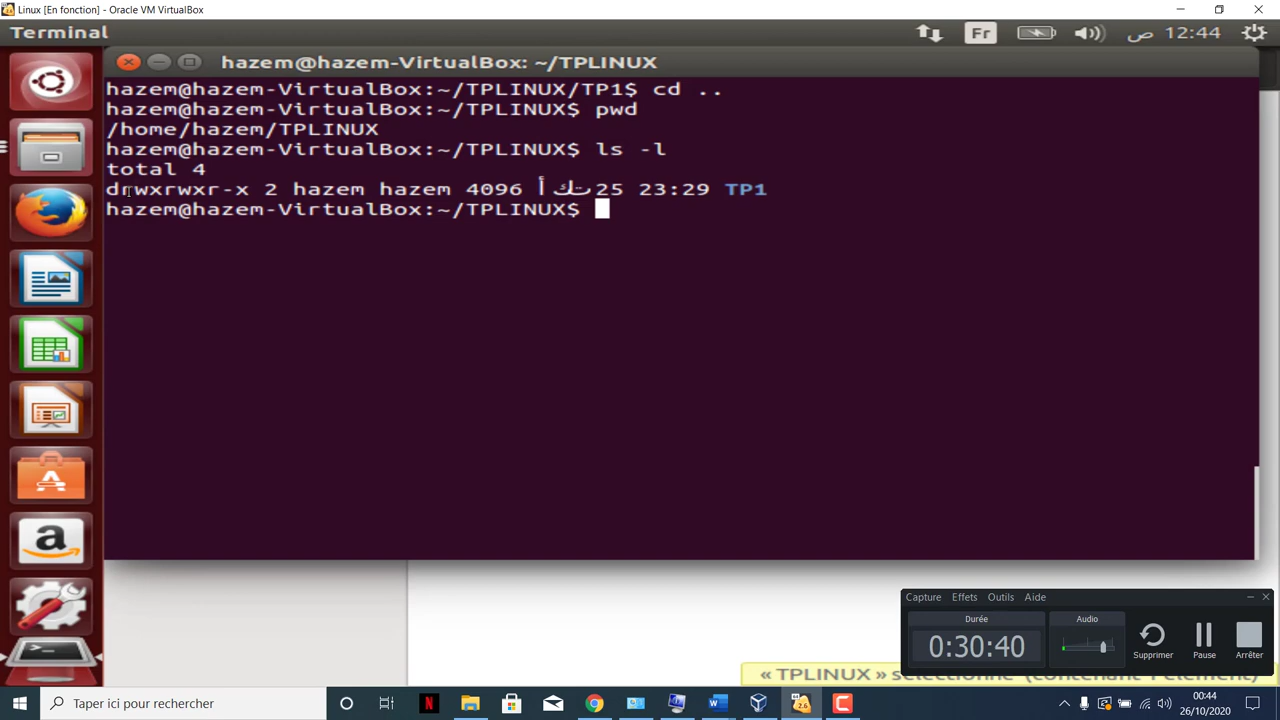 Linux [En fonction] - Oracle VM VirtualBox
Terminal
Fr
ص 12:44
hazem@hazem-VirtualBox: ~/TPLINUX
hazem@hazem-VirtualBox:~/TPLINUX/TP1$ cd ..
hazem@hazem-VirtualBox:~/TPLINUX$ pwd
/home/hazem/TPLINUX
hazem@hazem-VirtualBox:~/TPLINUX$ ls -l
total 4
drwxrwxr-x 2 hazem hazem 4096 أكت 25 23:29 TP1
hazem@hazem-VirtualBox:~/TPLINUX$
Capture Effets Outils Aide
Durée
Audio
0:30:40
Supprimer
Pause
Arrêter
« TPLINUX » sélectionné (contenant 1 élément)
Taper ici pour rechercher
00:44
26/10/2020